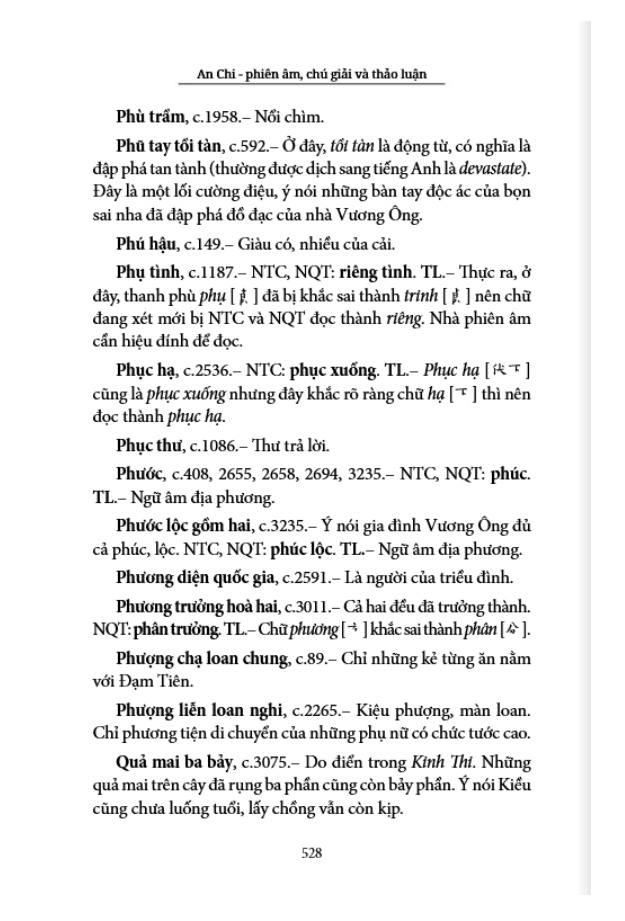 An Chi - phiên âm, chú giải và thảo luận
Phù trầm, c.1958.– Nổi chìm.
Phũ tay tồi tàn, c.592.– Ở đây, tồi tàn là động từ, có nghĩa là
đập phá tan tành (thường được dịch sang tiếng Anh là devastate).
Đây là một lối cường điệu, ý nói những bàn tay độc ác của bọn
sai nha đã đập phá đồ đạc của nhà Vương Ông.
Phú hậu, c.149.– Giàu có, nhiều của cải.
Phụ tình, c.1187.– NTC, NQT: riêng tình. TL.– Thực ra, ở
đây, thanh phù phụ [ ] đã bị khắc sai thành trinh [ ] nên chữ
đang xét mới bị NTC và NQT đọc thành riêng. Nhà phiên âm
cần hiệu đính để đọc.
Phục hạ, c.2536.– NTC: phục xuống. TL.– Phục hạ [ ]
cũng là phục xuống nhưng đây khắc rõ ràng chữ hạ [ ] thì nên
đọc thành phục hạ.
Phục thư, c.1086.– Thư trả lời.
Phước, c.408, 2655, 2658, 2694, 3235.– NTC, NQT: phúc.
TL.– Ngữ âm địa phương.
Phước lộc gồm hai, c.3235.– Ý nói gia đình Vương Ông đủ
cả phúc, lộc. NTC, NQT: phúc lộc. TL.– Ngữ âm địa phương.
Phương diện quốc gia, c.2591.– Là người của triều đình.
Phương trưởng hoà hai, c.3011.– Cả hai đều đã trưởng thành.
NQT: phân trưởng. TL.– Chữ phương [ ] khắc sai thành phân [ ].
Phượng chạ loan chung, c.89.– Chỉ những kẻ từng ăn nằm
với Đạm Tiên.
Phượng liễn loan nghi, c.2265.– Kiệu phượng, màn loan.
Chỉ phương tiện di chuyển của những phụ nữ có chức tước cao.
Quả mai ba bảy, c.3075.– Do điển trong Kinh Thi. Những
quả mai trên cây đã rụng ba phần cũng còn bảy phần. Ý nói Kiều
cũng chưa luống tuổi, lấy chồng vẫn còn kịp.
528